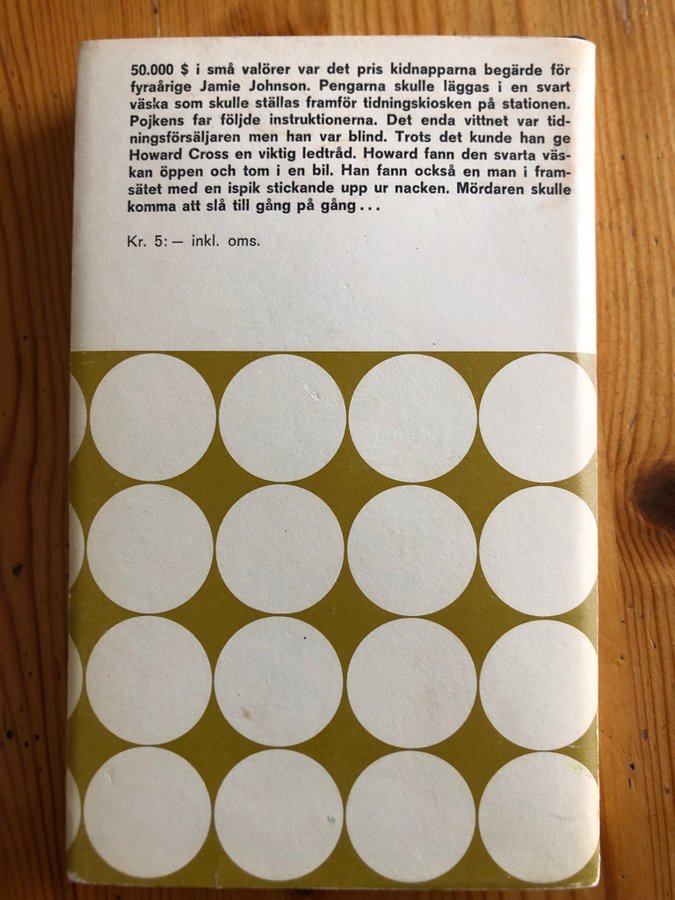 50.000 $ i små valörer var det pris kidnapparna begärde för
fyraårige Jamie Johnson. Pengarna skulle läggas i en svart
väska som skulle ställas framför tidningskiosken på stationen.
Pojkens far följde instruktionerna. Det enda vittnet var tid-
ningsförsäljaren men han var blind. Trots det kunde han ge
Howard Cross en viktig ledtråd. Howard fann den svarta väs-
kan öppen och tom i en bil. Han fann också en man i fram-
sätet med en ispik stickande upp ur nacken. Mördaren skulle
komma att slå till gång på gång...
Kr. 5:— inkl. oms.